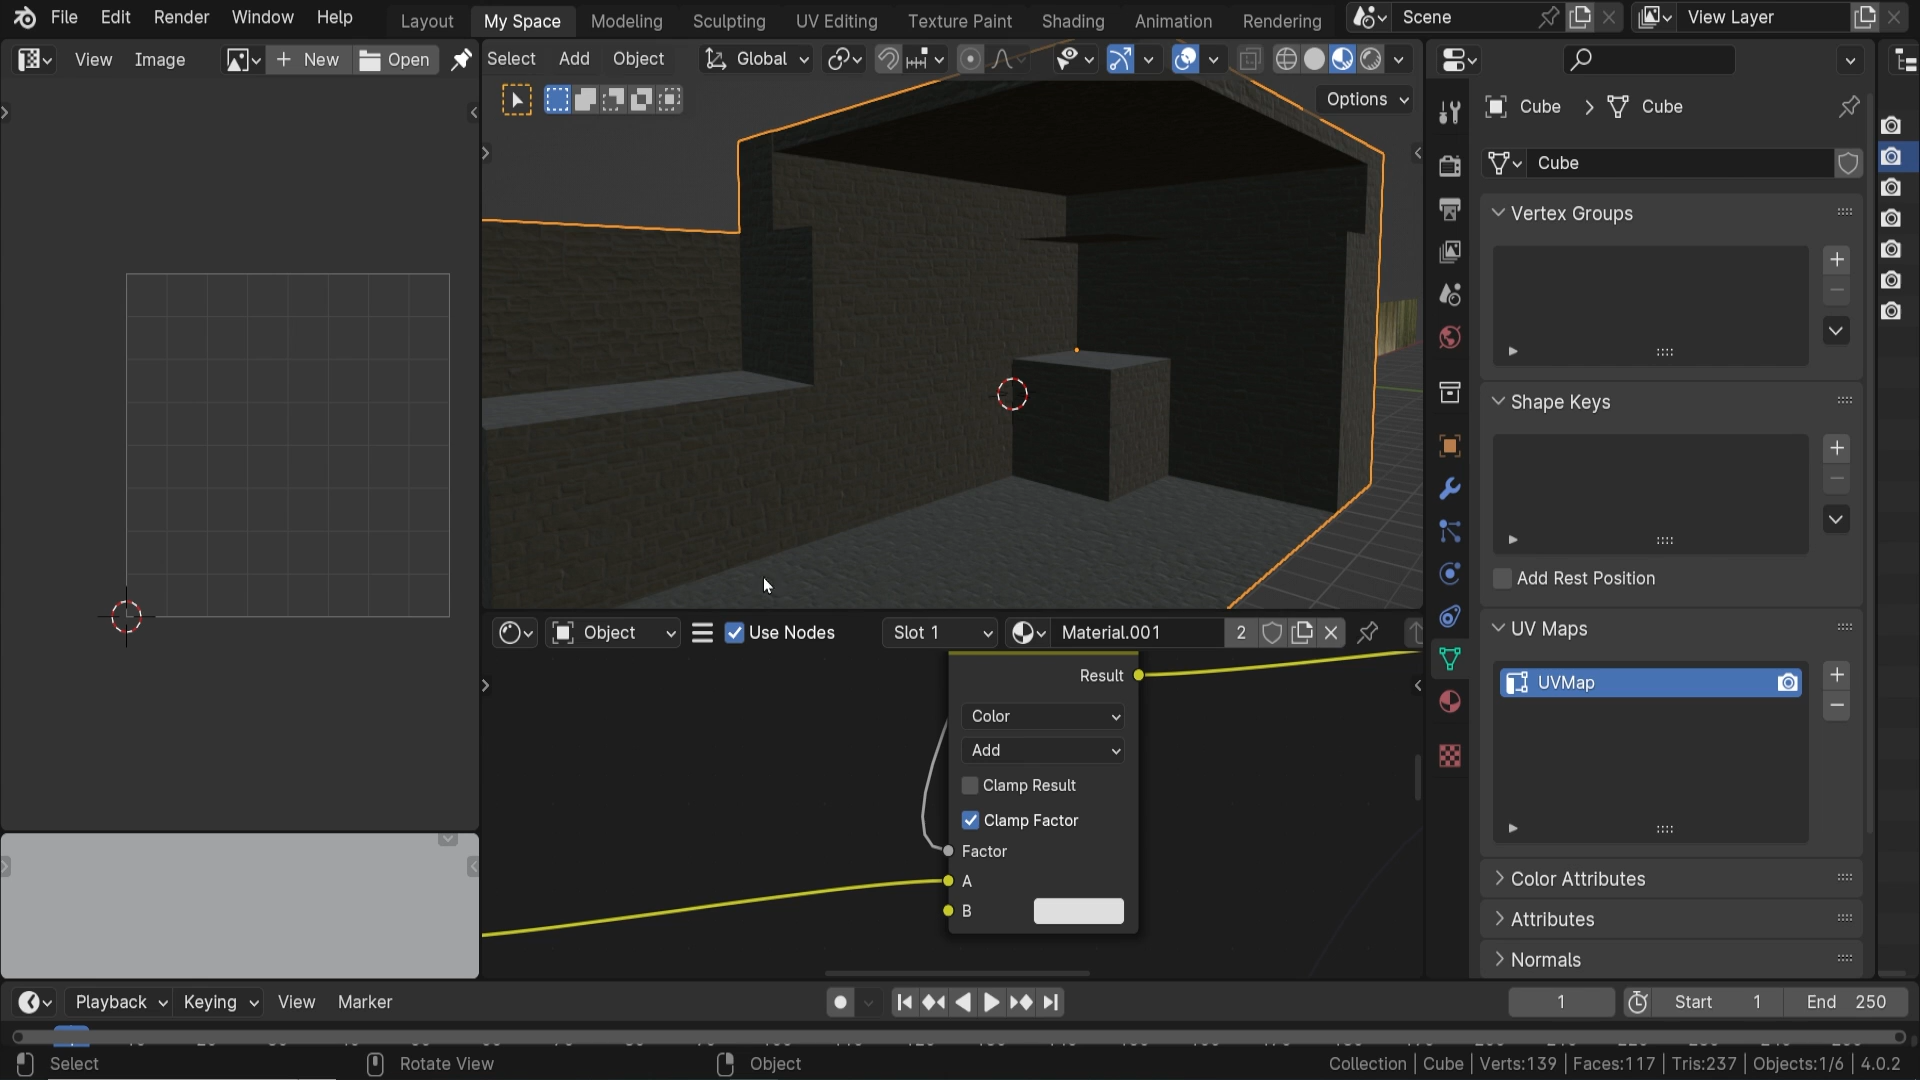 File Edit Render Window Help Layout My Space Modeling Sculpting UV Editing Texture Paint Shading Animation Rendering Scene View Layer
View Image New Open Select Add Object Global
Options
Cube Cube
Cube
Vertex Groups
Shape Keys
Add Rest Position
UV Maps
UVMap
Color Attributes
Attributes
Normals
Object Use Nodes Slot 1 Material.001 2
Result
Color
Add
Clamp Result
Clamp Factor
Factor
A
B
Playback Keying View Marker 1 Start 1 End 250
Select Rotate View Object Collection | Cube | Verts:139 | Faces:117 | Tris:237 | Objects:1/6 | 4.0.2